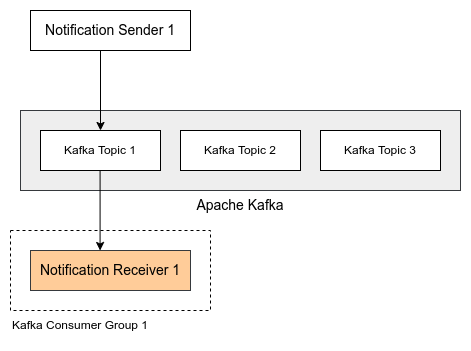 Notification Sender 1
Kafka Topic 1
Kafka Topic 2
Kafka Topic 3
Apache Kafka
Notification Receiver 1
Kafka Consumer Group 1